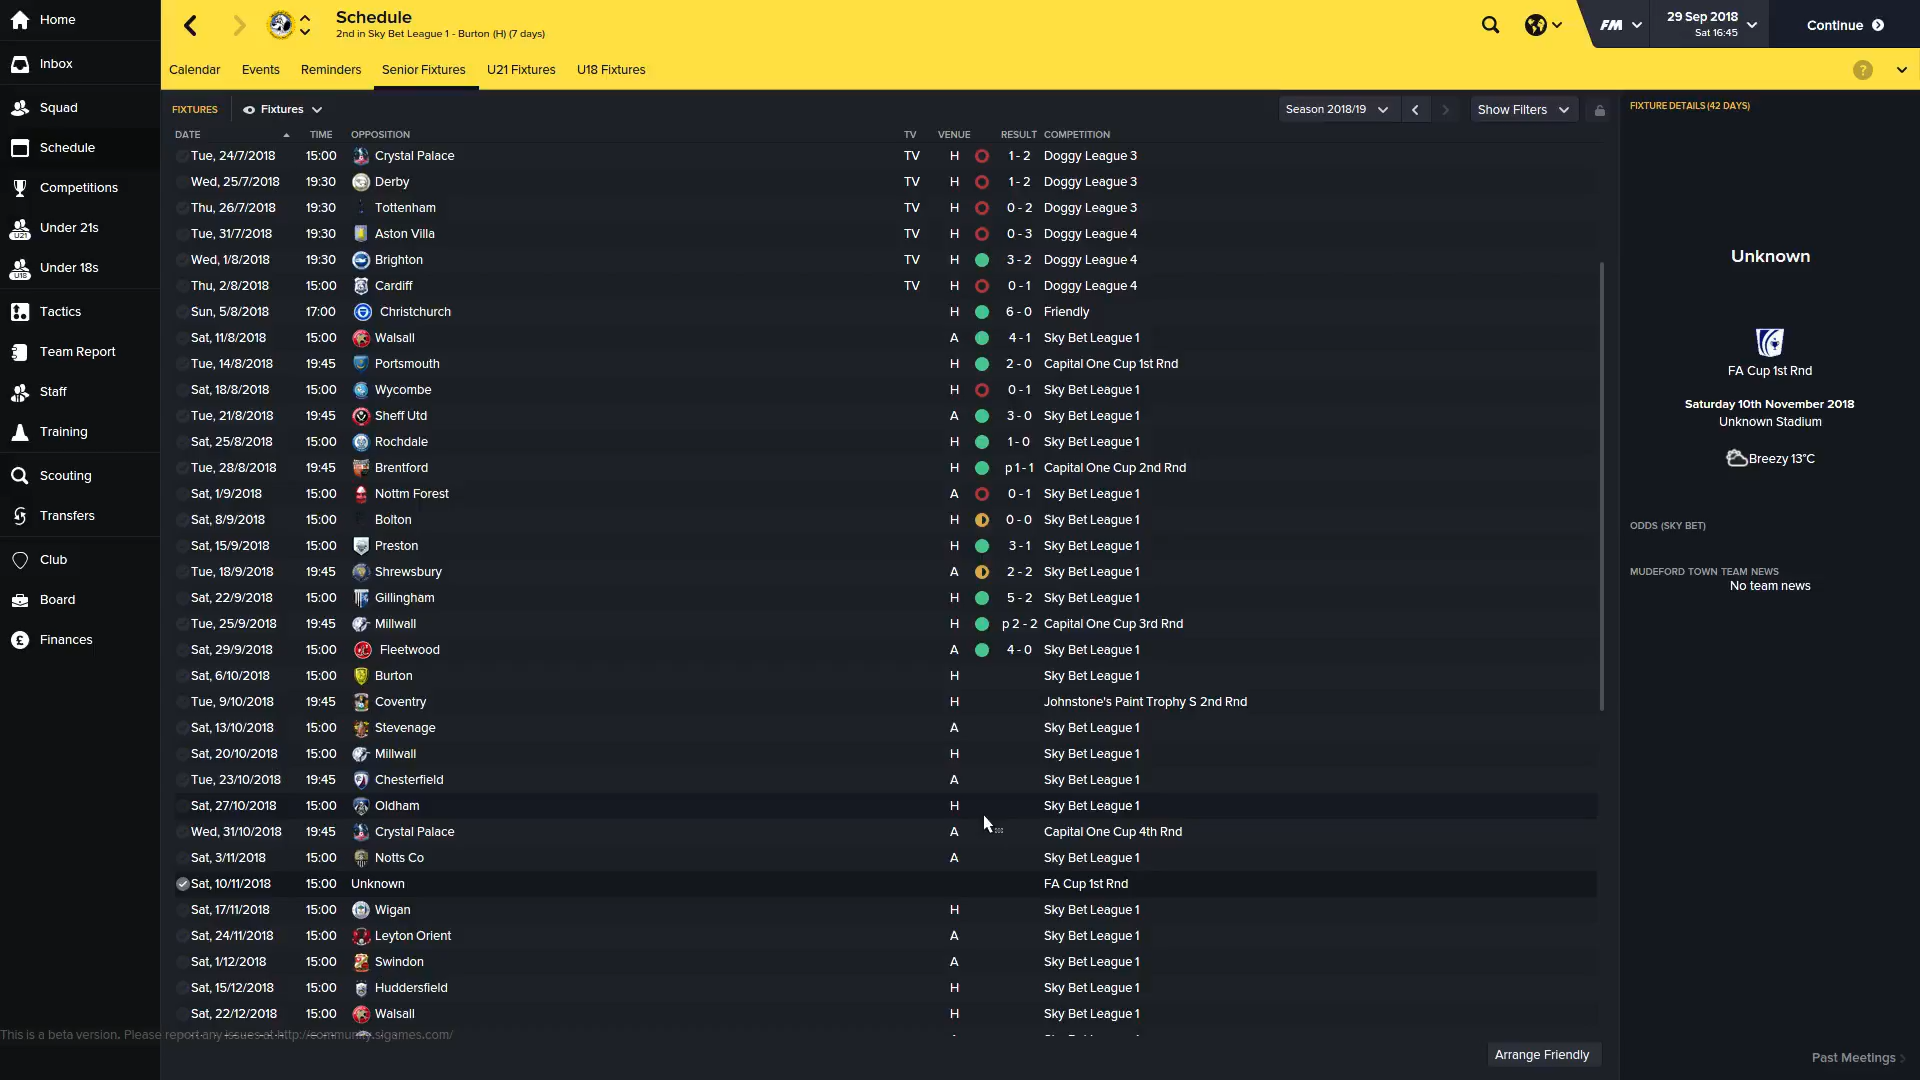 Home
Inbox
Squad
Schedule
Competitions
Under 21s
U21
Under 18s
U18
Tactics
Team Report
Staff
Training
Scouting
Transfers
Club
Board
Finances
Schedule
2nd in Sky Bet League 1 - Burton (H) (7 days)
FM
29 Sep 2018
Sat 16:45
Continue
Calendar Events Reminders Senior Fixtures U21 Fixtures U18 Fixtures
?
FIXTURES Fixtures Season 2018/19 Show Filters
DATE TIME OPPOSITION TV VENUE RESULT COMPETITION
Tue, 24/7/2018 15:00 Crystal Palace TV H 1 - 2 Doggy League 3
Wed, 25/7/2018 19:30 Derby TV H 1 - 2 Doggy League 3
Thu, 26/7/2018 19:30 Tottenham TV H 0 - 2 Doggy League 3
Tue, 31/7/2018 19:30 Aston Villa TV H 0 - 3 Doggy League 4
Wed, 1/8/2018 19:30 Brighton TV H 3 - 2 Doggy League 4
Thu, 2/8/2018 15:00 Cardiff TV H 0 - 1 Doggy League 4
Sun, 5/8/2018 17:00 Christchurch H 6 - 0 Friendly
Sat, 11/8/2018 15:00 Walsall A 4 - 1 Sky Bet League 1
Tue, 14/8/2018 19:45 Portsmouth H 2 - 0 Capital One Cup 1st Rnd
Sat, 18/8/2018 15:00 Wycombe H 0 - 1 Sky Bet League 1
Tue, 21/8/2018 19:45 Sheff Utd A 3 - 0 Sky Bet League 1
Sat, 25/8/2018 15:00 Rochdale H 1 - 0 Sky Bet League 1
Tue, 28/8/2018 19:45 Brentford H p 1 - 1 Capital One Cup 2nd Rnd
Sat, 1/9/2018 15:00 Nottm Forest A 0 - 1 Sky Bet League 1
Sat, 8/9/2018 15:00 Bolton H 0 - 0 Sky Bet League 1
Sat, 15/9/2018 15:00 Preston H 3 - 1 Sky Bet League 1
Tue, 18/9/2018 19:45 Shrewsbury A 2 - 2 Sky Bet League 1
Sat, 22/9/2018 15:00 Gillingham H 5 - 2 Sky Bet League 1
Tue, 25/9/2018 19:45 Millwall H p 2 - 2 Capital One Cup 3rd Rnd
Sat, 29/9/2018 15:00 Fleetwood A 4 - 0 Sky Bet League 1
Sat, 6/10/2018 15:00 Burton H Sky Bet League 1
Tue, 9/10/2018 19:45 Coventry H Johnstone's Paint Trophy S 2nd Rnd
Sat, 13/10/2018 15:00 Stevenage A Sky Bet League 1
Sat, 20/10/2018 15:00 Millwall H Sky Bet League 1
Tue, 23/10/2018 19:45 Chesterfield A Sky Bet League 1
Sat, 27/10/2018 15:00 Oldham H Sky Bet League 1
Wed, 31/10/2018 19:45 Crystal Palace A Capital One Cup 4th Rnd
Sat, 3/11/2018 15:00 Notts Co A Sky Bet League 1
Sat, 10/11/2018 15:00 Unknown FA Cup 1st Rnd
Sat, 17/11/2018 15:00 Wigan H Sky Bet League 1
Sat, 24/11/2018 15:00 Leyton Orient A Sky Bet League 1
Sat, 1/12/2018 15:00 Swindon A Sky Bet League 1
Sat, 15/12/2018 15:00 Huddersfield H Sky Bet League 1
Sat, 22/12/2018 15:00 Walsall H Sky Bet League 1
This is a beta version. Please report any issues at http://community.sigames.com/
Arrange Friendly
FIXTURE DETAILS (42 DAYS)
Unknown
FA Cup 1st Rnd
Saturday 10th November 2018
Unknown Stadium
Breezy 13°C
ODDS (SKY BET)
MUDEFORD TOWN TEAM NEWS
No team news
Past Meetings